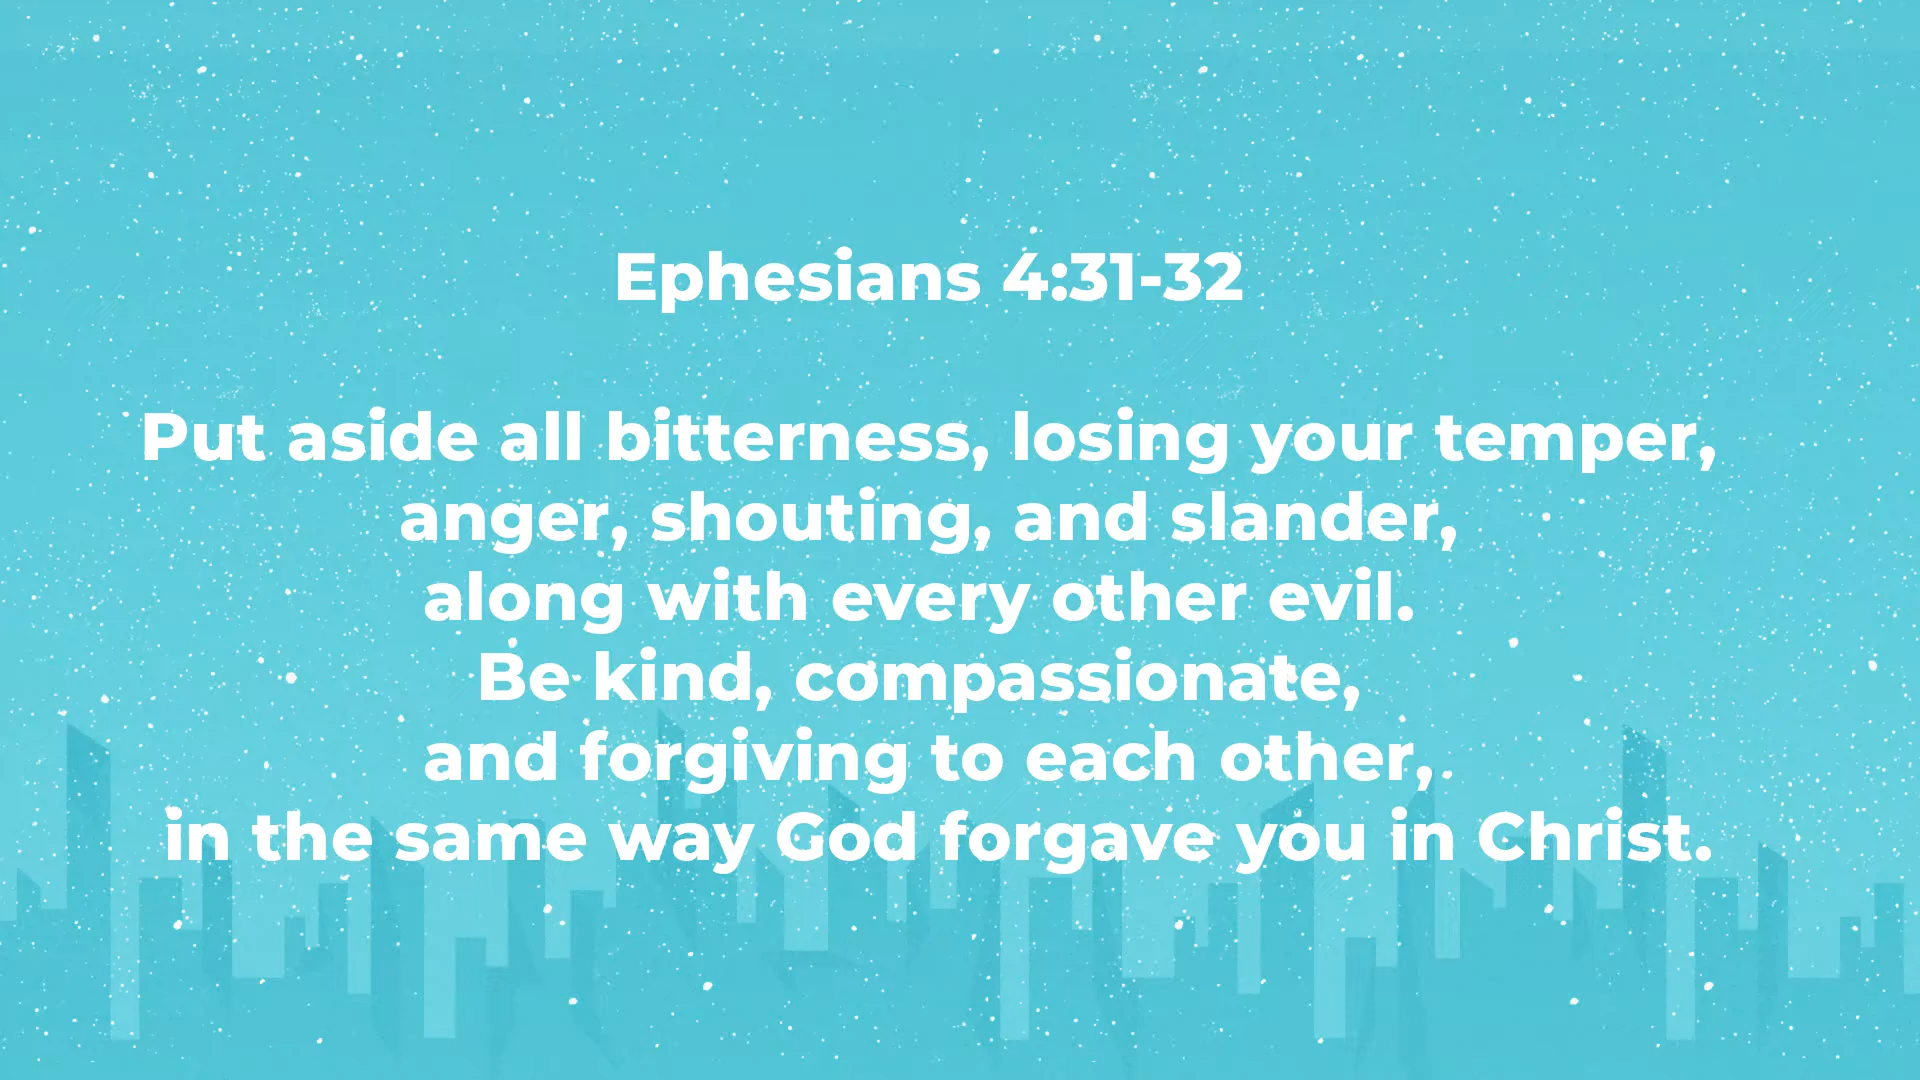 Ephesians 4:31-32
Put aside all bitterness, losing your temper,
anger, shouting, and slander,
along with every other evil.
Be kind, compassionate,
and forgiving to each other,
in the same way God forgave you in Christ.